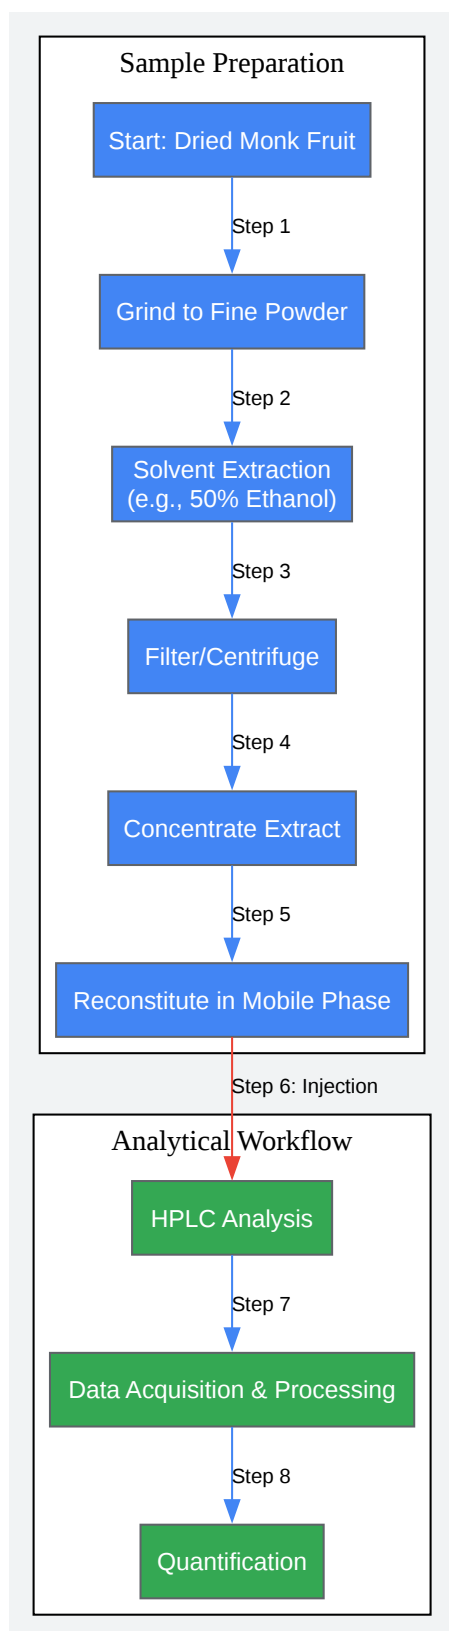 Sample Preparation
Start: Dried Monk Fruit
Step 1
Grind to Fine Powder
Step 2
Solvent Extraction
(e.g., 50% Ethanol)
Step 3
Filter/Centrifuge
Step 4
Concentrate Extract
Step 5
Reconstitute in Mobile Phase
Step 6: Injection
Analytical Workflow
HPLC Analysis
Step 7
Data Acquisition & Processing
Step 8
Quantification